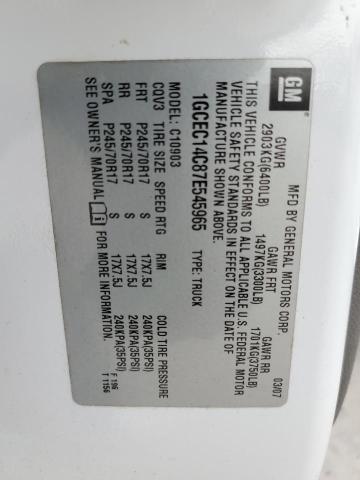 GM
MFD BY GENERAL MOTORS CORP. 03/07
GVWR GAWR FRT GAWR RR
2903KG(6400LB) 1497KG(3300LB) 1701KG(3750LB)
THIS VEHICLE CONFORMS TO ALL APPLICABLE U.S. FEDERAL MOTOR
VEHICLE SAFETY STANDARDS IN EFFECT ON THE DATE OF
MANUFACTURE SHOWN ABOVE.
1GCEC14C87E545965 TYPE: TRUCK
MODEL: C10903
CQV3 TIRE SIZE SPEED RTG RIM COLD TIRE PRESSURE
FRT P245/70R17 S 17X7.5J 240KPA(35PSI)
RR P245/70R17 S 17X7.5J 240KPA(35PSI)
SPA P245/70R17 S 17X7.5J 240KPA(35PSI)
SEE OWNER'S MANUAL FOR MORE INFORMATION.
F 196
T 1156